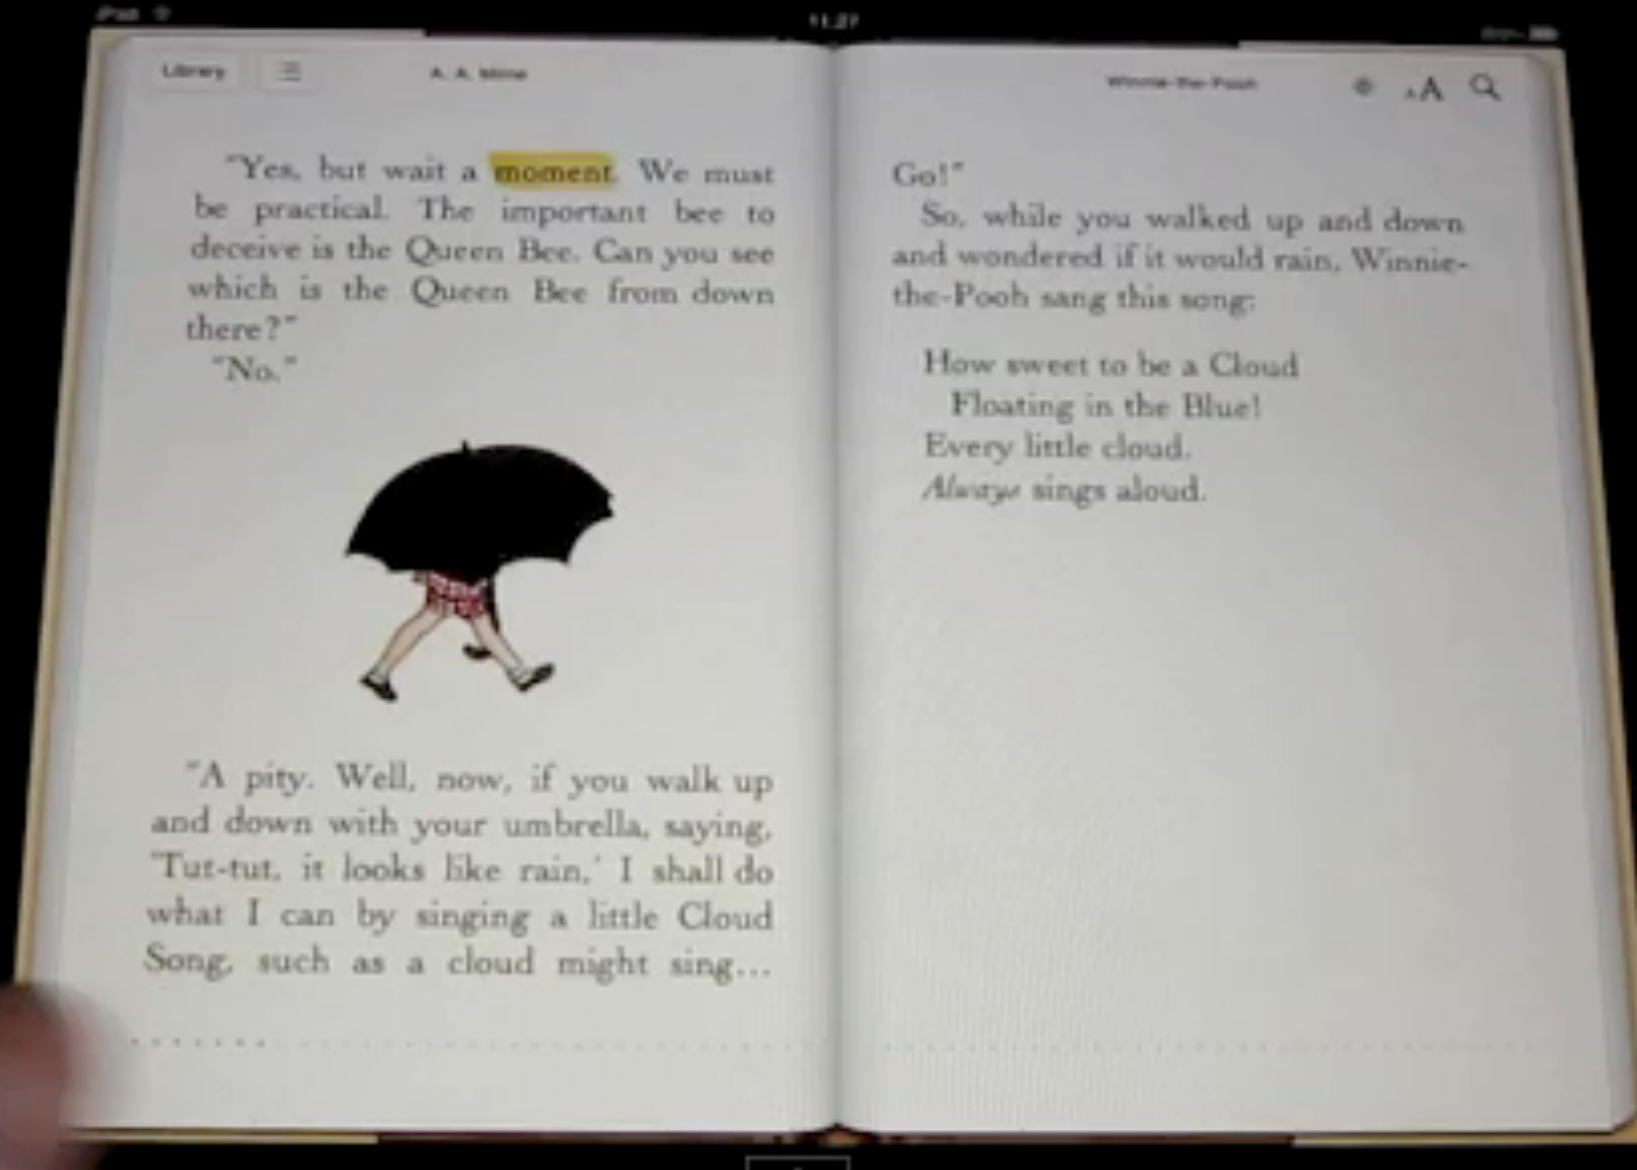 iPad
11.27
Library
A. A. Milne
Winnie-the-Pooh
AA
"Yes, but wait a moment. We must
be practical. The important bee to
deceive is the Queen Bee. Can you see
which is the Queen Bee from down
there?"
"No."
"A pity. Well, now, if you walk up
and down with your umbrella, saying,
'Tut-tut, it looks like rain,' I shall do
what I can by singing a little Cloud
Song, such as a cloud might sing...
Go!"
So, while you walked up and down
and wondered if it would rain, Winnie-
the-Pooh sang this song:
How sweet to be a Cloud
Floating in the Blue!
Every little cloud.
Always sings aloud.